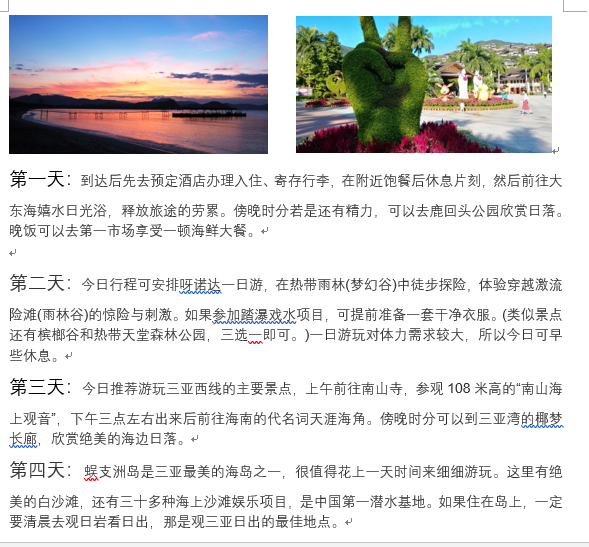 第一天：到达后先去预定酒店办理入住、寄存行李，在附近饱餐后休息片刻，然后前往大
东海嬉水日光浴，释放旅途的劳累。傍晚时分若是还有精力，可以去鹿回头公园欣赏日落。
晚饭可以去第一市场享受一顿海鲜大餐。
第二天：今日行程可安排呀诺达一日游，在热带雨林(梦幻谷)中徒步探险，体验穿越激流
险滩(雨林谷)的惊险与刺激。如果参加踏瀑戏水项目，可提前准备一套干净衣服。(类似景点
还有槟榔谷和热带天堂森林公园，三选一即可。)一日游玩对体力需求较大，所以今日可早
些休息。
第三天：今日推荐游玩三亚西线的主要景点，上午前往南山寺，参观 108 米高的“南山海
上观音”，下午三点左右出来后前往海南的代名词天涯海角。傍晚时分可以到三亚湾的椰梦
长廊，欣赏绝美的海边日落。
第四天：蜈支洲岛是三亚最美的海岛之一，很值得花上一天时间来细细游玩。这里有绝
美的白沙滩，还有三十多种海上沙滩娱乐项目，是中国第一潜水基地。如果住在岛上，一定
要清晨去观日岩看日出，那是观三亚日出的最佳地点。